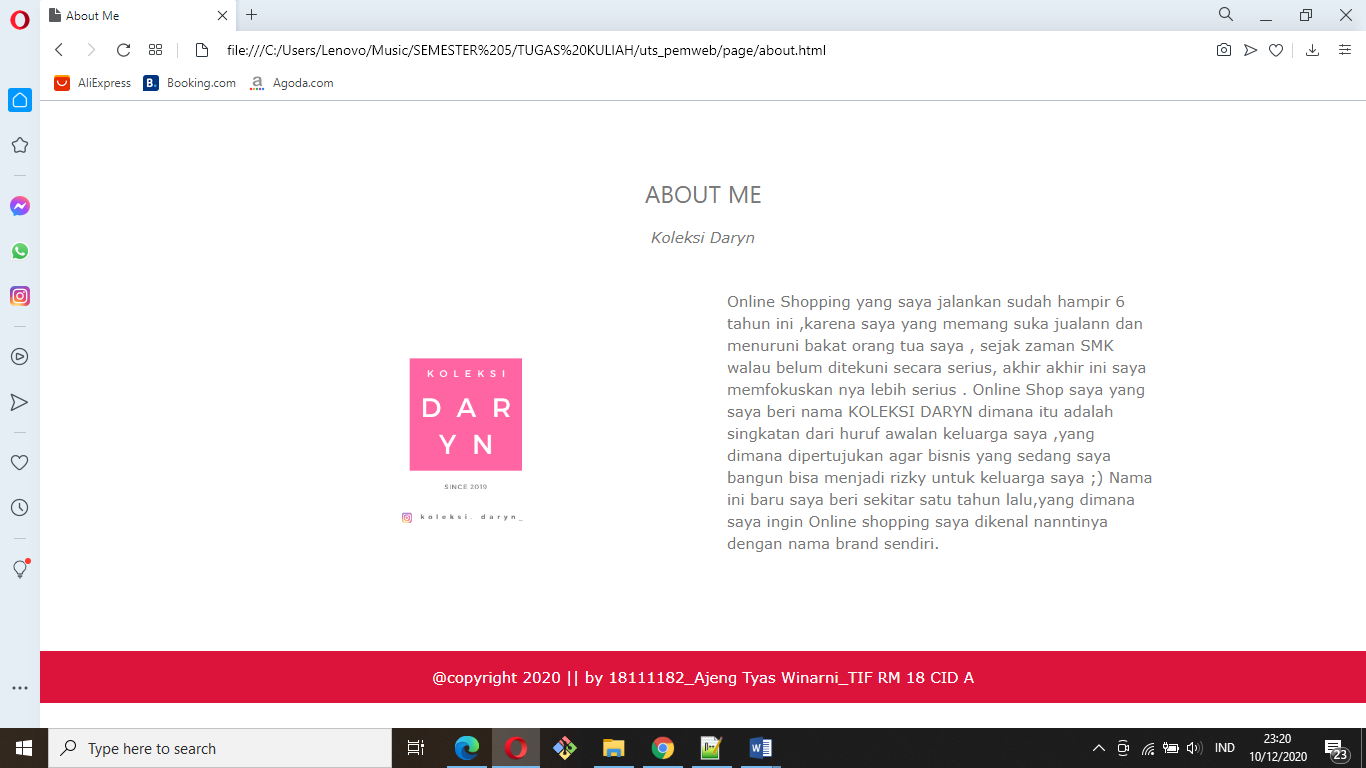 About Me
file:///C:/Users/Lenovo/Music/SEMESTER%205/TUGAS%20KULIAH/uts_pemweb/page/about.html
AliExpress
B.
Booking.com
a
Agoda.com
ABOUT ME
Koleksi Daryn
KOLEKSI
DAR
YN
SINCE 2019
koleksi. daryn_
Online Shopping yang saya jalankan sudah hampir 6
tahun ini ,karena saya yang memang suka jualann dan
menuruni bakat orang tua saya , sejak zaman SMK
walau belum ditekuni secara serius, akhir akhir ini saya
memfokuskan nya lebih serius . Online Shop saya yang
saya beri nama KOLEKSI DARYN dimana itu adalah
singkatan dari huruf awalan keluarga saya ,yang
dimana dipertujukan agar bisnis yang sedang saya
bangun bisa menjadi rizky untuk keluarga saya ;) Nama
ini baru saya beri sekitar satu tahun lalu,yang dimana
saya ingin Online shopping saya dikenal nanntinya
dengan nama brand sendiri.
@copyright 2020 || by 18111182_Ajeng Tyas Winarni_TIF RM 18 CID A
Type here to search
IND
23:20
10/12/2020
23